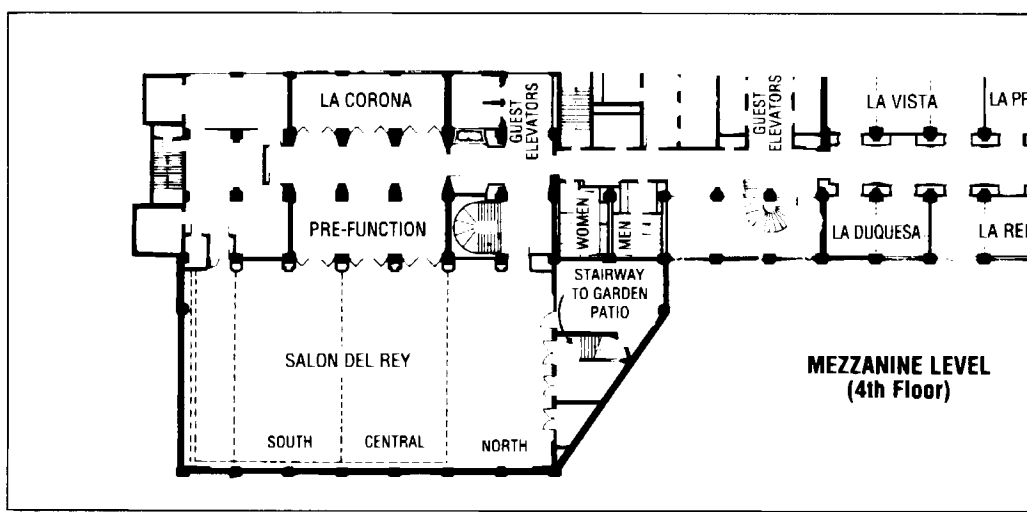 LA CORONA
GUEST
ELEVATORS
GUEST
ELEVATORS
LA VISTA
PRE-FUNCTION
WOMEN
MEN
LA DUQUESA
STAIRWAY
TO GARDEN
PATIO
SALON DEL REY
MEZZANINE LEVEL
(4th Floor)
SOUTH
CENTRAL
NORTH